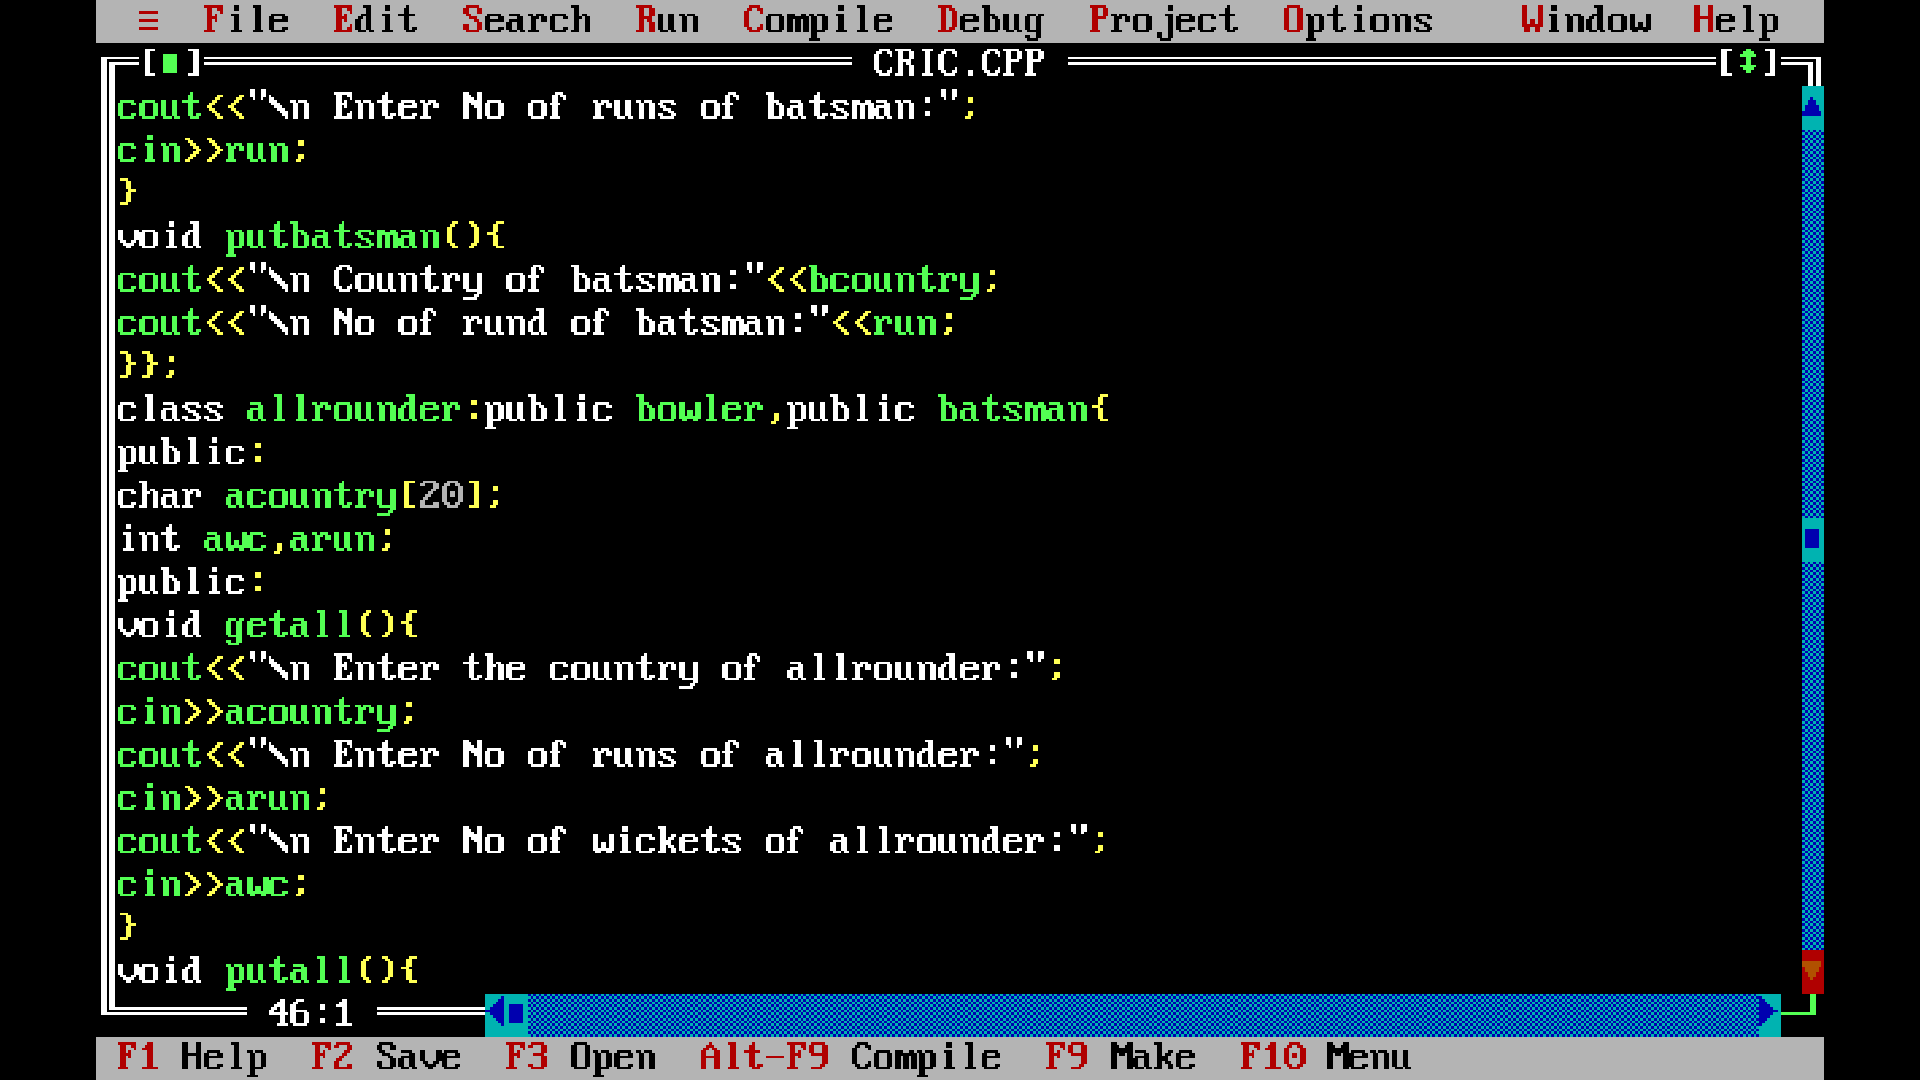 ≡ File Edit Search Run Compile Debug Project Options Window Help
[■] CRIC.CPP [↕]
cout<<"\n Enter No of runs of batsman:";
cin>>run;
}
void putbatsman(){
cout<<"\n Country of batsman:"<<bcountry;
cout<<"\n No of rund of batsman:"<<run;
}};
class allrounder:public bowler,public batsman{
public:
char acountry[20];
int awc,arun;
public:
void getall(){
cout<<"\n Enter the country of allrounder:";
cin>>acountry;
cout<<"\n Enter No of runs of allrounder:";
cin>>arun;
cout<<"\n Enter No of wickets of allrounder:";
cin>>awc;
}
void putall(){
46:1
F1 Help F2 Save F3 Open Alt-F9 Compile F9 Make F10 Menu